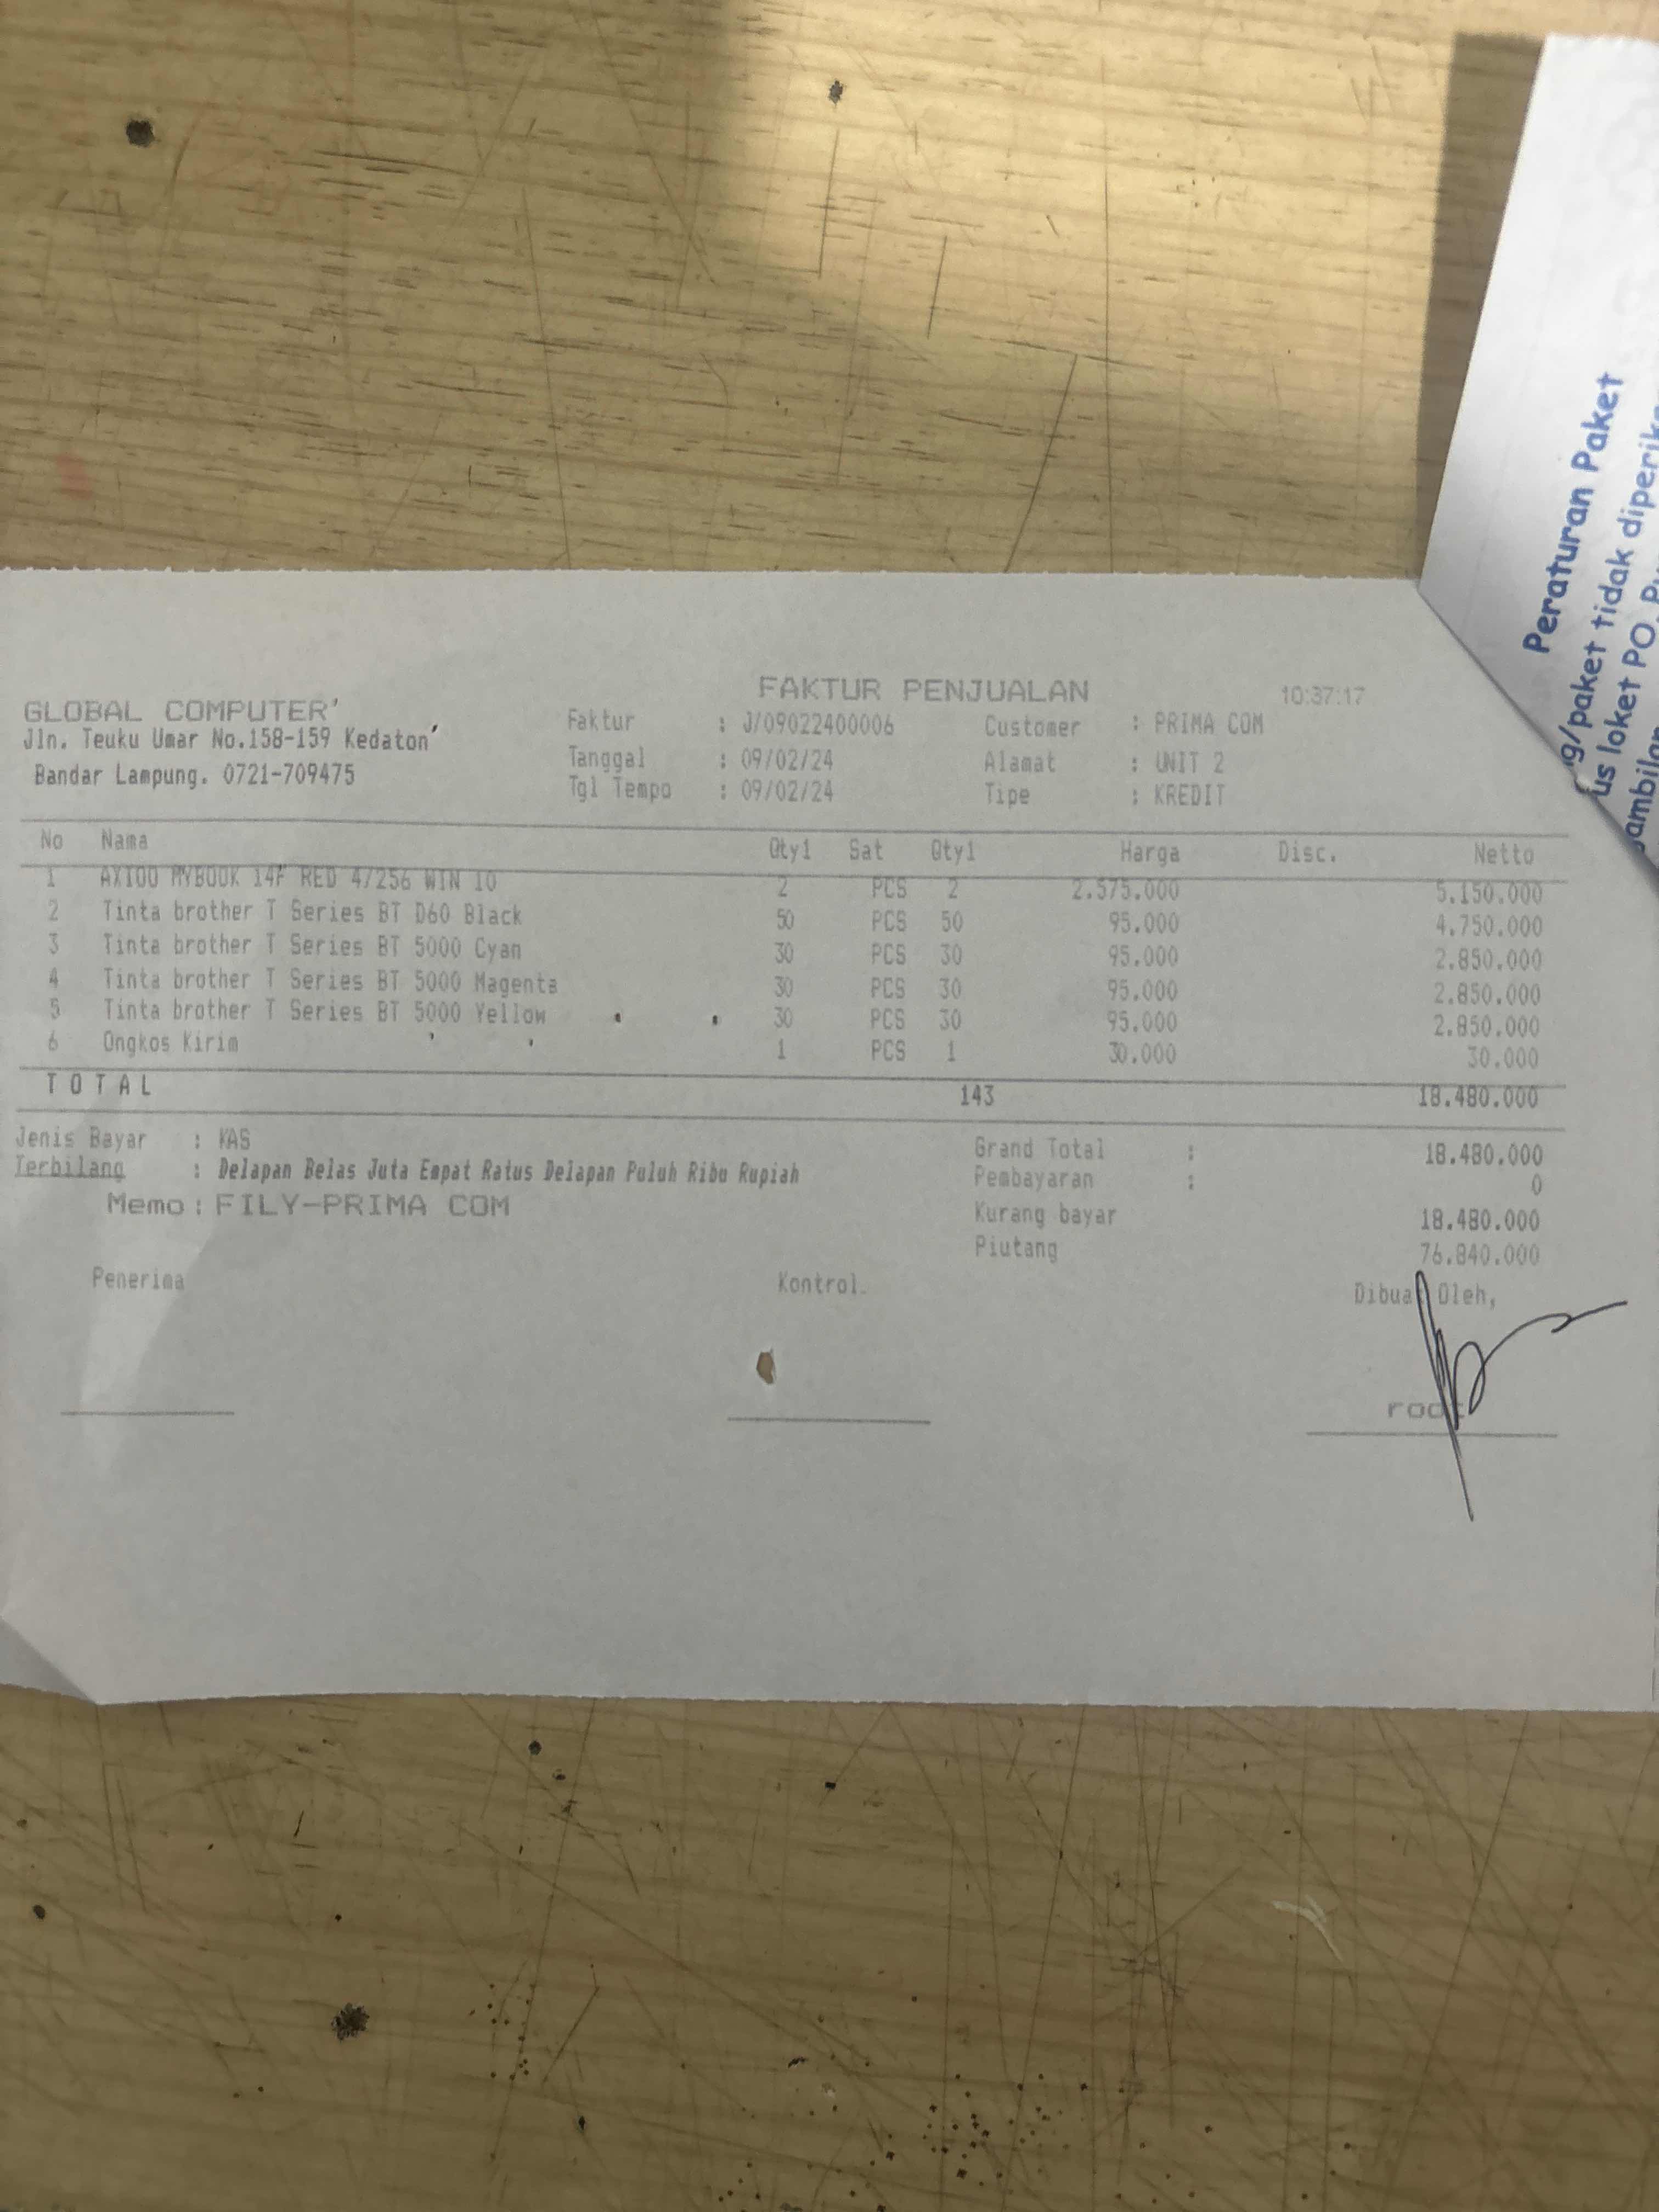 FAKTUR PENJUALAN 10:37:17
GLOBAL COMPUTER'
Jln. Teuku Umar No.158-159 Kedaton
Bandar Lampung. 0721-709475
Faktur : J/09022400006
Tanggal : 09/02/24
Tgl Tempo : 09/02/24
Customer : PRIMA COM
Alamat : UNIT 2
Tipe : KREDIT
No Nama Qty1 Sat Qty1 Harga Disc. Netto
1 AXIOO MYBOOK 14F RED 4/256 WIN 10 2 PCS 2 2.575.000 5.150.000
2 Tinta brother T Series BT D60 Black 50 PCS 50 95.000 4.750.000
3 Tinta brother T Series BT 5000 Cyan 30 PCS 30 95.000 2.850.000
4 Tinta brother T Series BT 5000 Magenta 30 PCS 30 95.000 2.850.000
5 Tinta brother T Series BT 5000 Yellow 30 PCS 30 95.000 2.850.000
6 Ongkos Kirim 1 PCS 1 30.000 30.000
TOTAL 143 18.480.000
Jenis Bayar : KAS
Terbilang : Delapan Belas Juta Empat Ratus Delapan Puluh Ribu Rupiah
Memo : FILY-PRIMA COM
Grand Total : 18.480.000
Pembayaran : 0
Kurang bayar 18.480.000
Piutang 76.840.000
Penerima Kontrol. Dibuat Oleh,
root
Peraturan Paket
paket tidak
us loket PO.